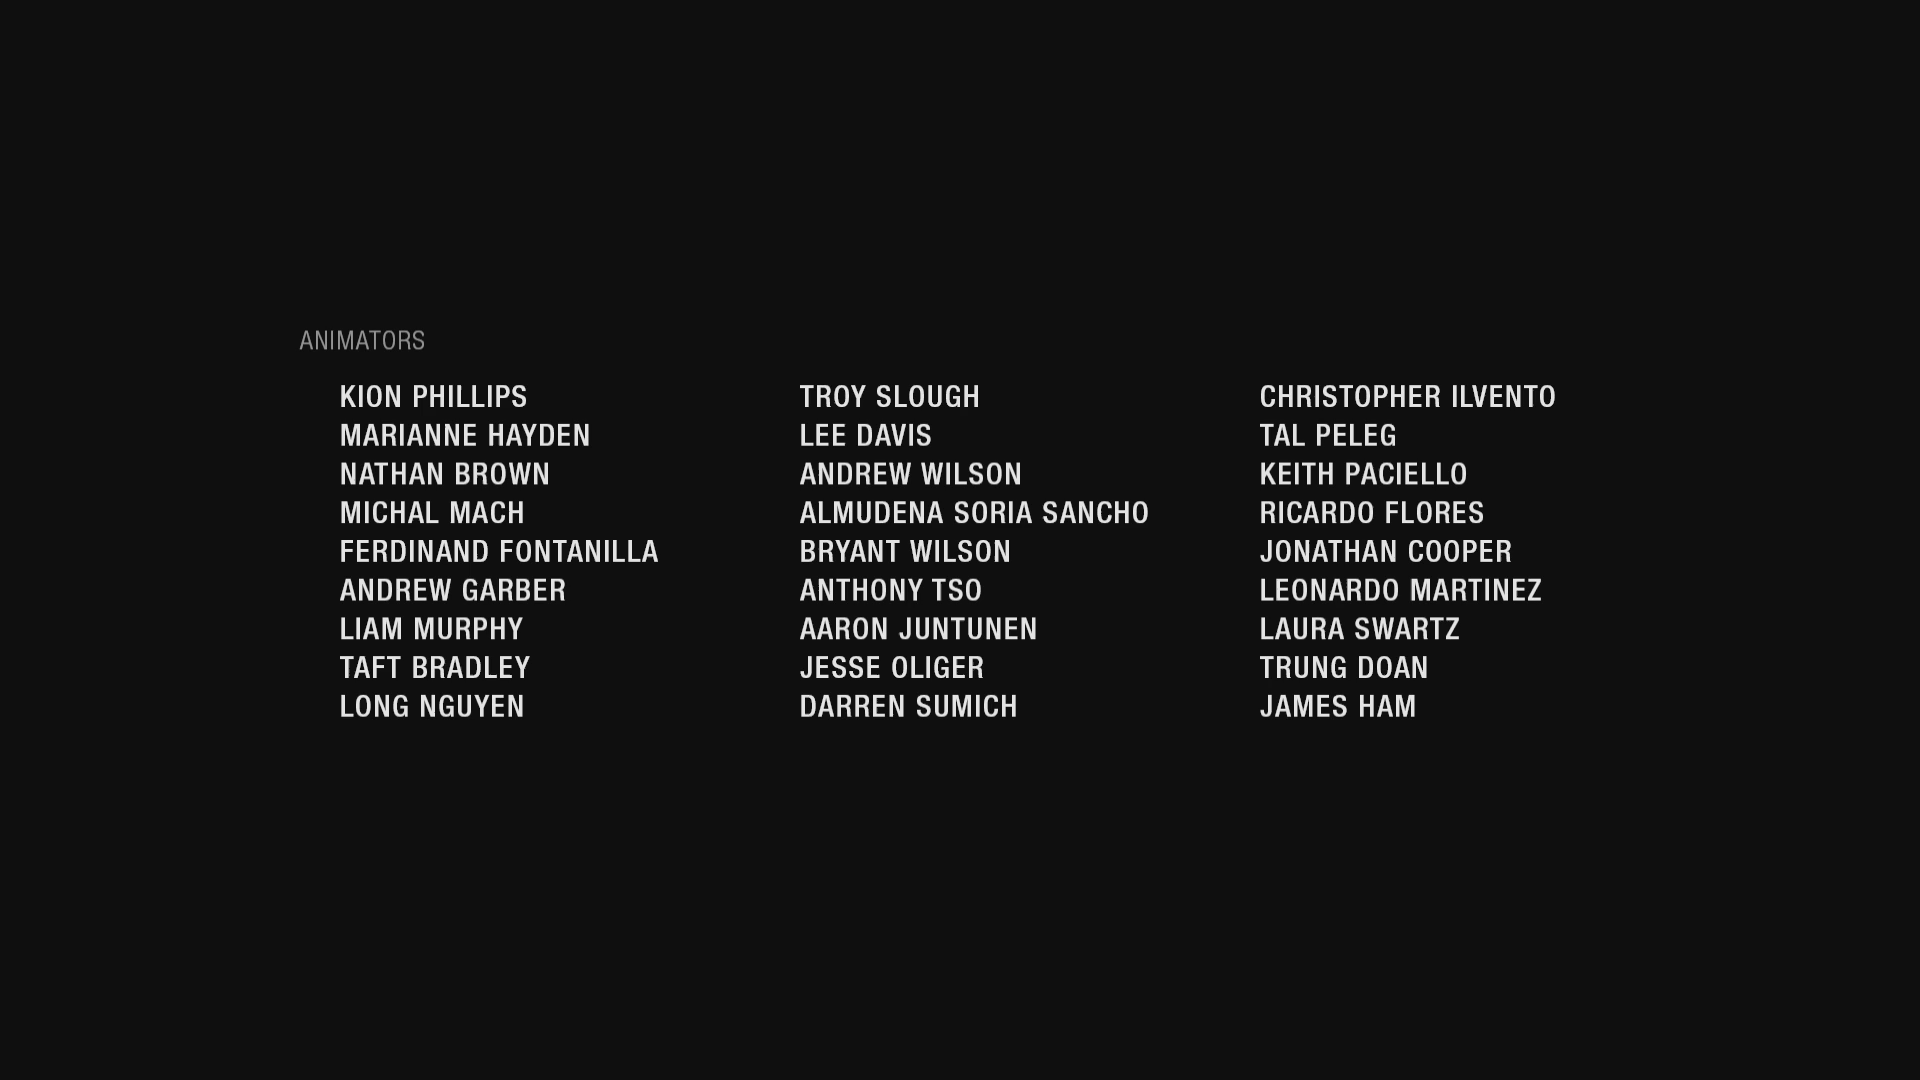 ANIMATORS
KION PHILLIPS
MARIANNE HAYDEN
NATHAN BROWN
MICHAL MACH
FERDINAND FONTANILLA
ANDREW GARBER
LIAM MURPHY
TAFT BRADLEY
LONG NGUYEN
TROY SLOUGH
LEE DAVIS
ANDREW WILSON
ALMUDENA SORIA SANCHO
BRYANT WILSON
ANTHONY TSO
AARON JUNTUNEN
JESSE OLIGER
DARREN SUMICH
CHRISTOPHER ILVENTO
TAL PELEG
KEITH PACIELLO
RICARDO FLORES
JONATHAN COOPER
LEONARDO MARTINEZ
LAURA SWARTZ
TRUNG DOAN
JAMES HAM